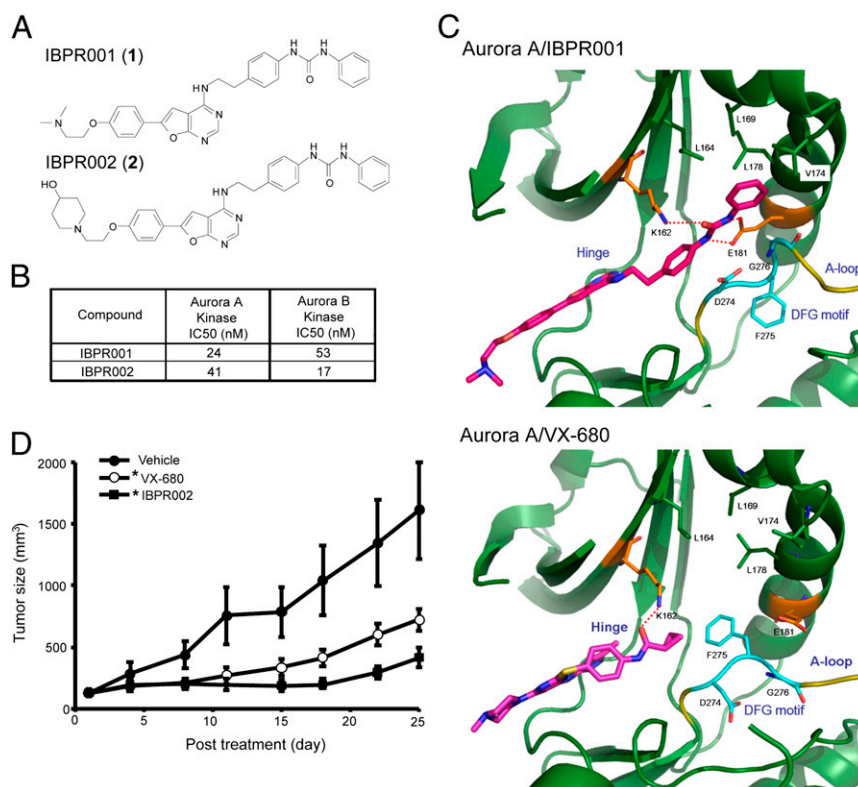 A
IBPR001 (1)
HN
H
N
H
N
O
N
N
O
O
N
IBPR002 (2)
OH
HN
H
N
H
N
O
N
N
O
O
N
B
Compound
Aurora A
Kinase
IC50 (nM)
Aurora B
Kinase
IC50 (nM)
IBPR001 24 53
IBPR002 41 17
C
Aurora A/IBPR001
L169
L164
L178
V174
K162
E181
Hinge
G276
A-loop
D274
DFG motif
F275
Aurora A/VX-680
L169
V174
L164
L178
K162
Hinge
E181
F275
A-loop
G276
D274
DFG motif
D
Vehicle
* VX-680
* IBPR002
Tumor size (mm³)
2000
1500
1000
500
0
0 5 10 15 20 25
Post treatment (day)